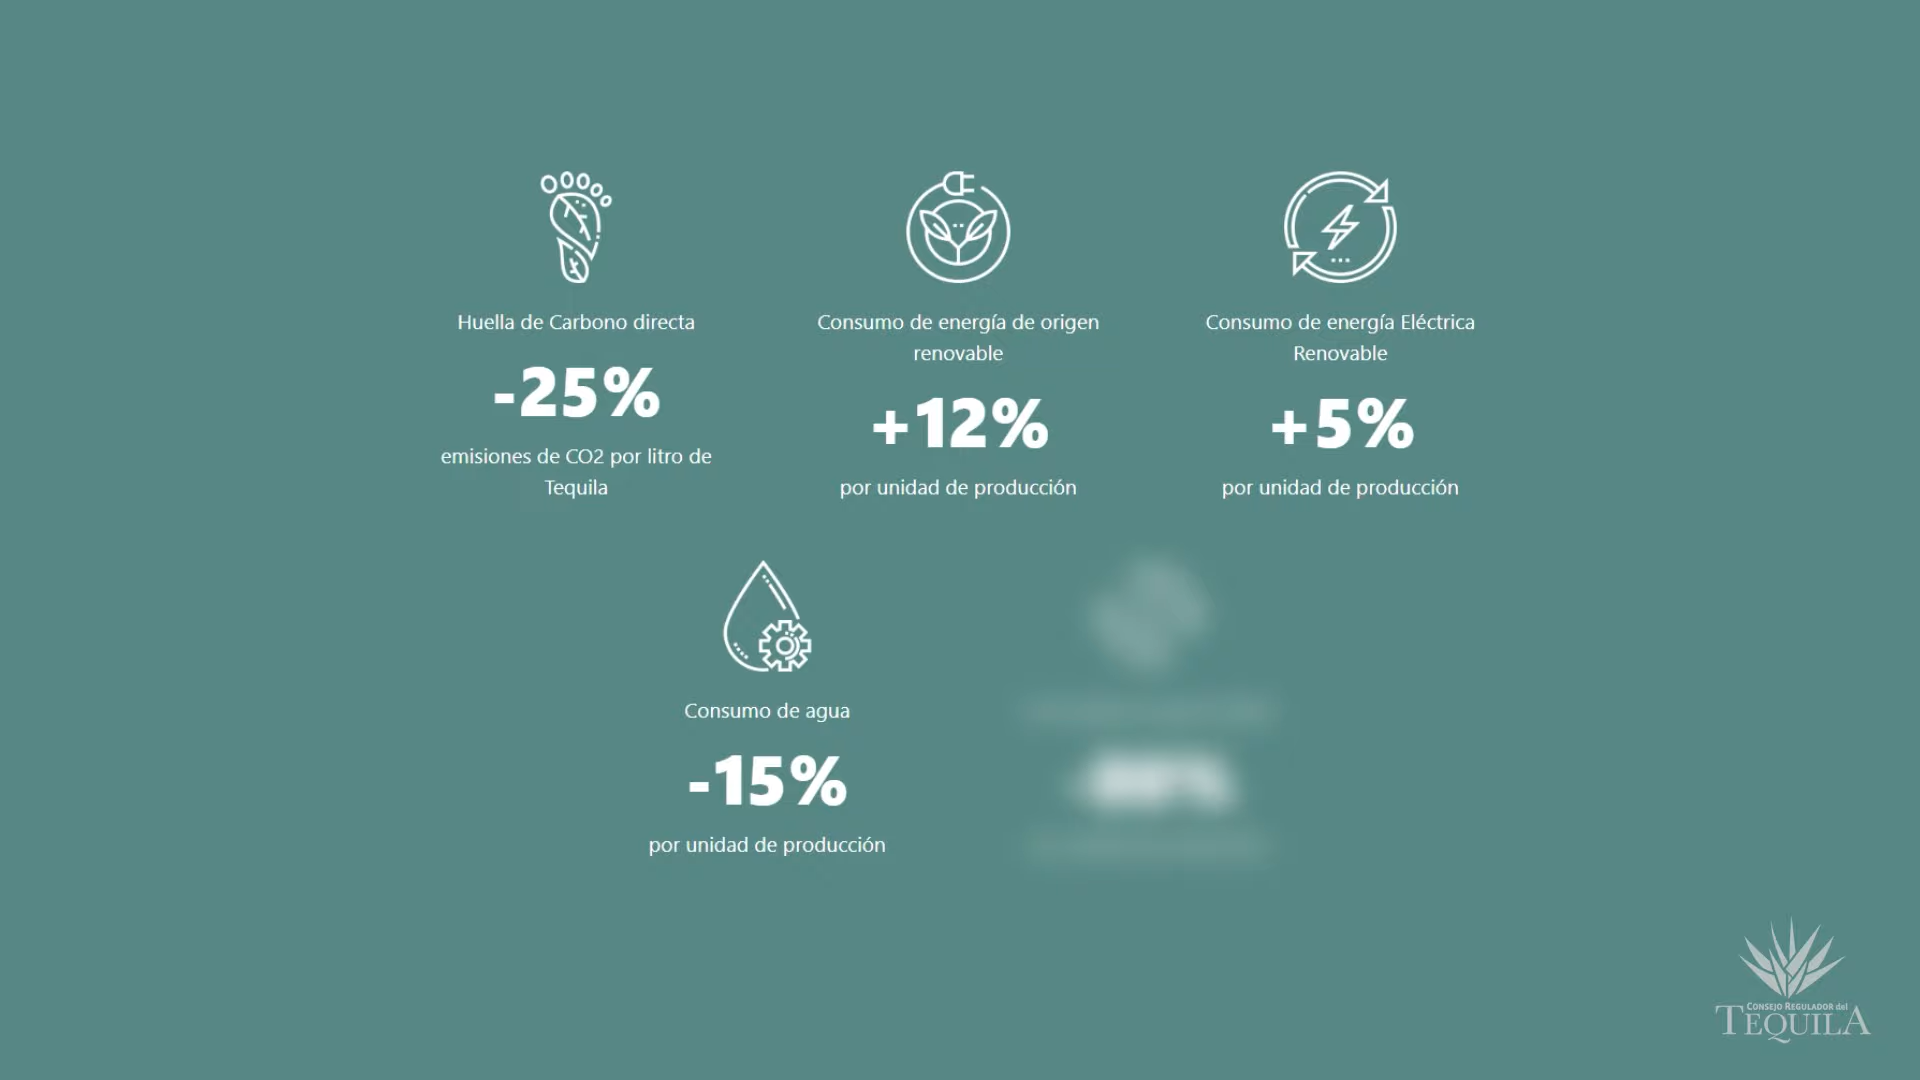 Huella de Carbono directa
-25%
emisiones de CO2 por litro de
Tequila
Consumo de energía de origen
renovable
+12%
por unidad de producción
Consumo de energía Eléctrica
Renovable
+5%
por unidad de producción
Consumo de agua
-15%
por unidad de producción
CONSEJO REGULADOR del
TEQUILA